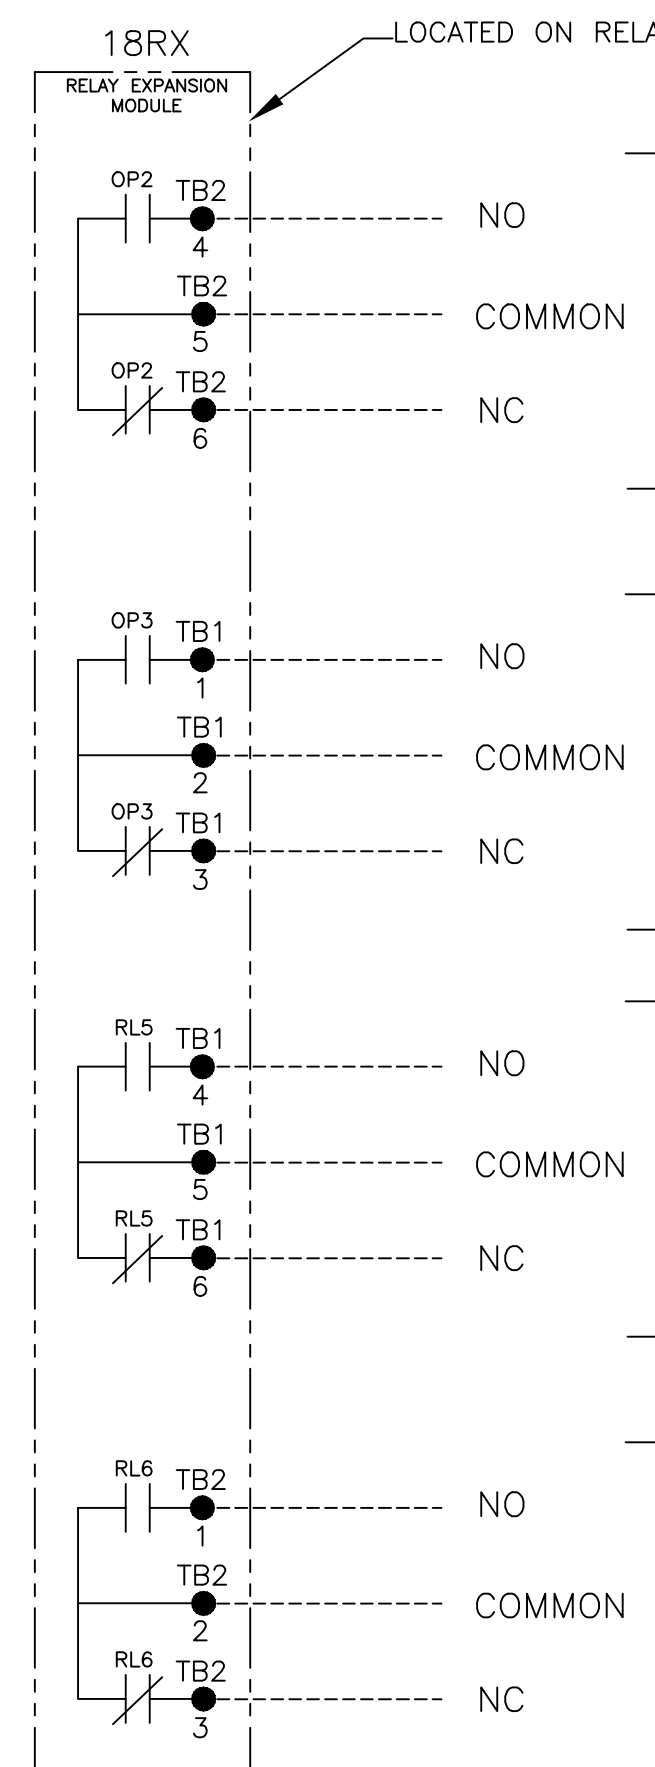 18RX
LOCATED ON RELA
RELAY EXPANSION
MODULE
OP2 TB2
4
NO
TB2
5
COMMON
OP2 TB2
6
NC
OP3 TB1
1
NO
TB1
2
COMMON
OP3 TB1
3
NC
RL5 TB1
4
NO
TB1
5
COMMON
RL5 TB1
6
NC
RL6 TB2
1
NO
TB2
2
COMMON
RL6 TB2
3
NC